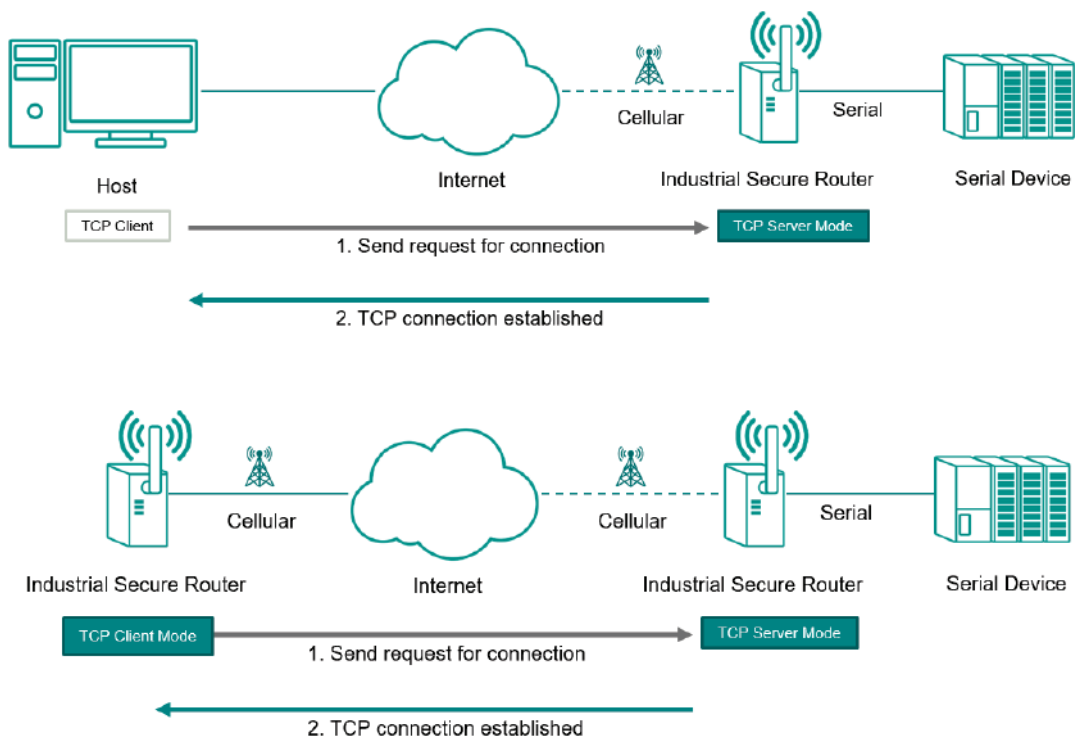 Cellular
Serial
Host
Internet
Industrial Secure Router
Serial Device
TCP Client
TCP Server Mode
1. Send request for connection
2. TCP connection established
Cellular
Cellular
Serial
Industrial Secure Router
Internet
Industrial Secure Router
Serial Device
TCP Client Mode
TCP Server Mode
1. Send request for connection
2. TCP connection established